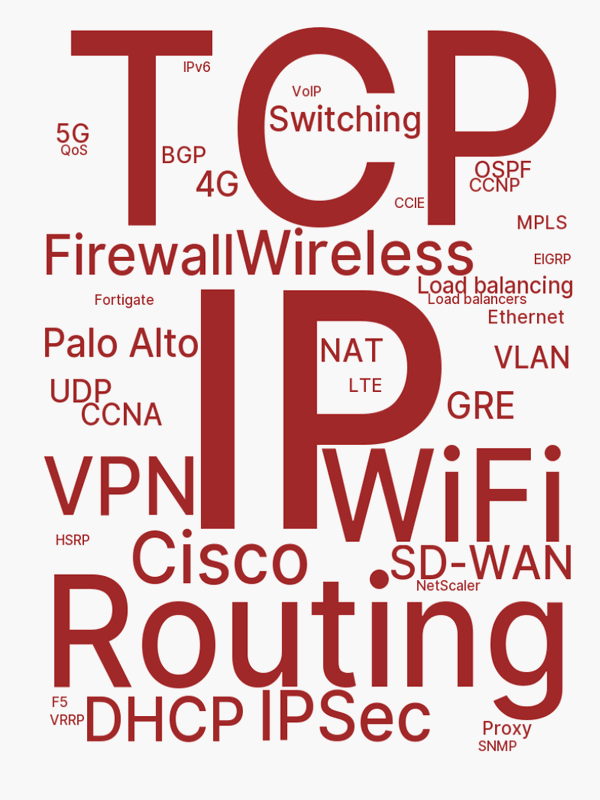 TCP
IPv6
VoIP
Switching
5G
QoS
BGP
4G
OSPF
CCNP
CCIE
MPLS
Firewall
Wireless
EIGRP
Load balancing
Load balancers
Fortigate
Ethernet
IP
Palo Alto
NAT
VLAN
LTE
UDP
CCNA
GRE
VPN
WiFi
HSRP
Cisco
SD-WAN
NetScaler
Routing
F5
VRRP
DHCP
IPSec
Proxy
SNMP